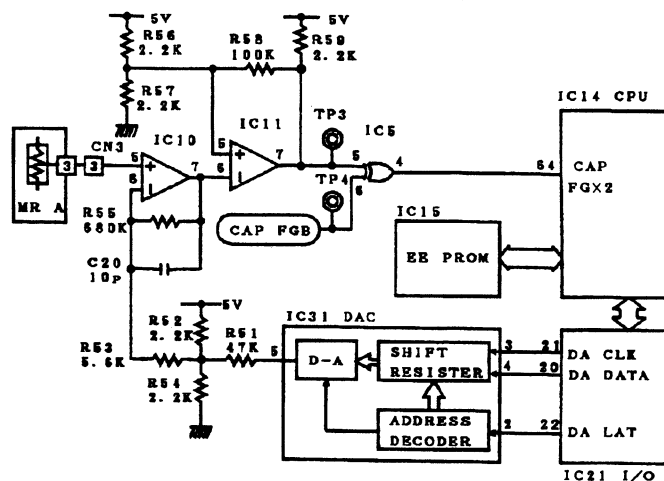 5V
5V
R56
2.2K
R58
100K
R59
2.2K
R57
2.2K
IC14 CPU
TP3
IC11
IC10
IC5
CN3
5
6
7
5
6
7
5
6
4
64
CAP
FG×2
3
3
MR A
TP4
R55
680K
CAP FGB
IC15
EE PROM
C20
10P
5V
R52
2.2K
R51
47K
IC31 DAC
R53
5.6K
5
D-A
SHIFT
RESISTER
3
21
DA CLK
4
20
DA DATA
R54
2.2K
ADDRESS
DECODER
2
22
DA LAT
IC21 I/O